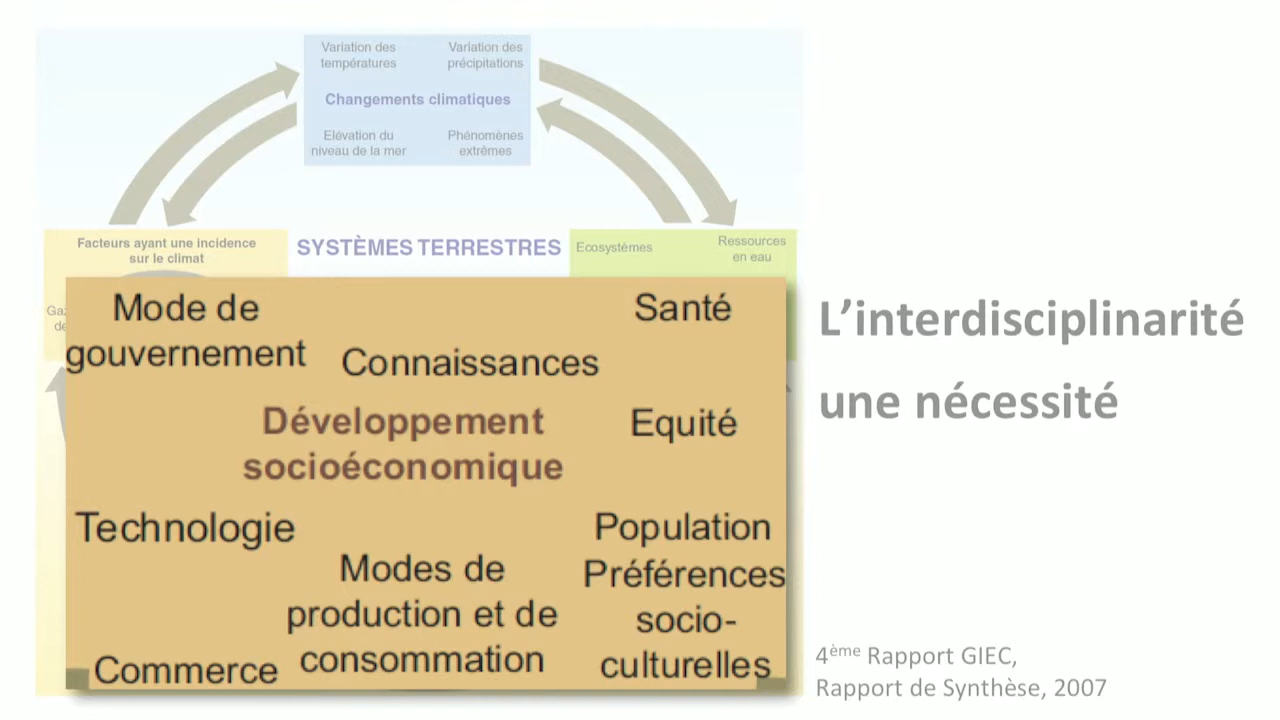 Variation des
températures
Variation des
précipitations
Changements climatiques
Elévation du
niveau de la mer
Phénomènes
extrêmes
Facteurs ayant une incidence
sur le climat
SYSTÈMES TERRESTRES
Ecosystèmes
Ressources
en eau
Mode de
gouvernement
Connaissances
Santé
Développement
socioéconomique
Equité
Technologie
Population
Modes de
production et de
consommation
Préférences
socio-
culturelles
Commerce
L'interdisciplinarité
une nécessité
4ème Rapport GIEC,
Rapport de Synthèse, 2007